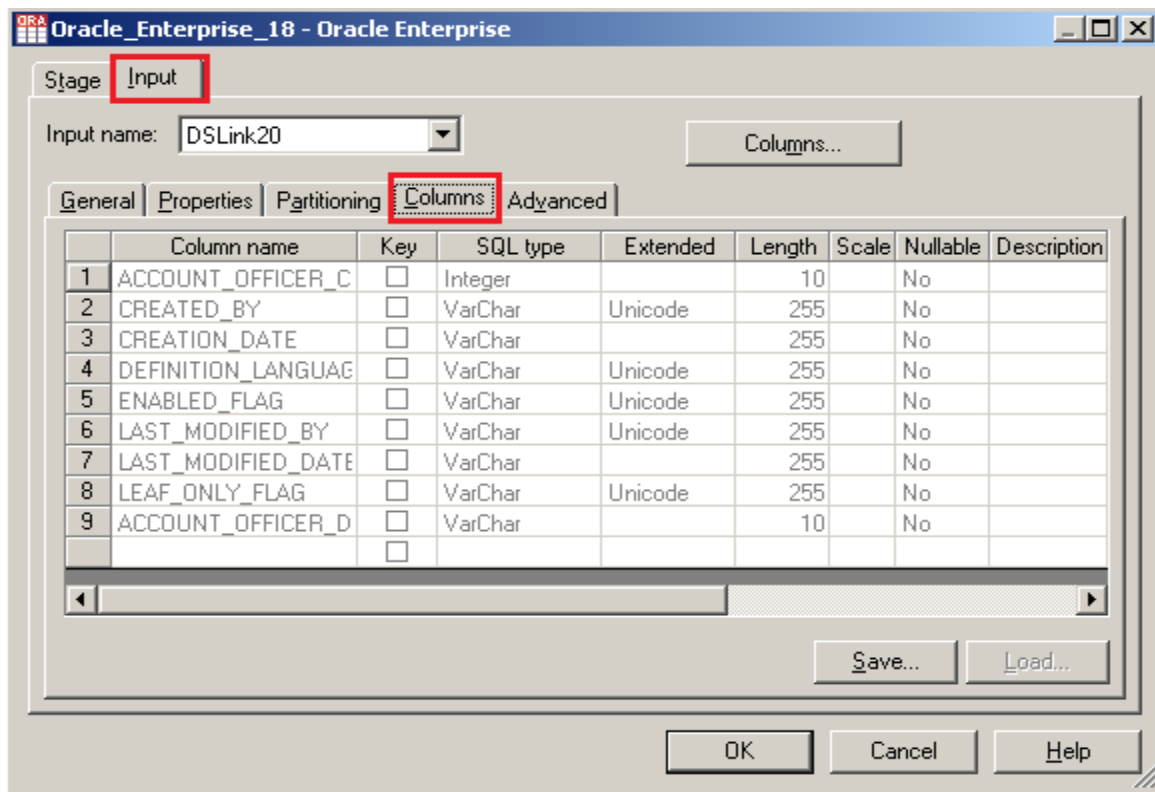 ORA Oracle_Enterprise_18 - Oracle Enterprise
Stage Input
Input name: DSLink20 Columns...
General Properties Partitioning Columns Advanced
Column name Key SQL type Extended Length Scale Nullable Description
1 ACCOUNT_OFFICER_C Integer 10 No
2 CREATED_BY VarChar Unicode 255 No
3 CREATION_DATE VarChar 255 No
4 DEFINITION_LANGUAG VarChar Unicode 255 No
5 ENABLED_FLAG VarChar Unicode 255 No
6 LAST_MODIFIED_BY VarChar Unicode 255 No
7 LAST_MODIFIED_DATE VarChar 255 No
8 LEAF_ONLY_FLAG VarChar Unicode 255 No
9 ACCOUNT_OFFICER_D VarChar 10 No
Save... Load...
OK Cancel Help